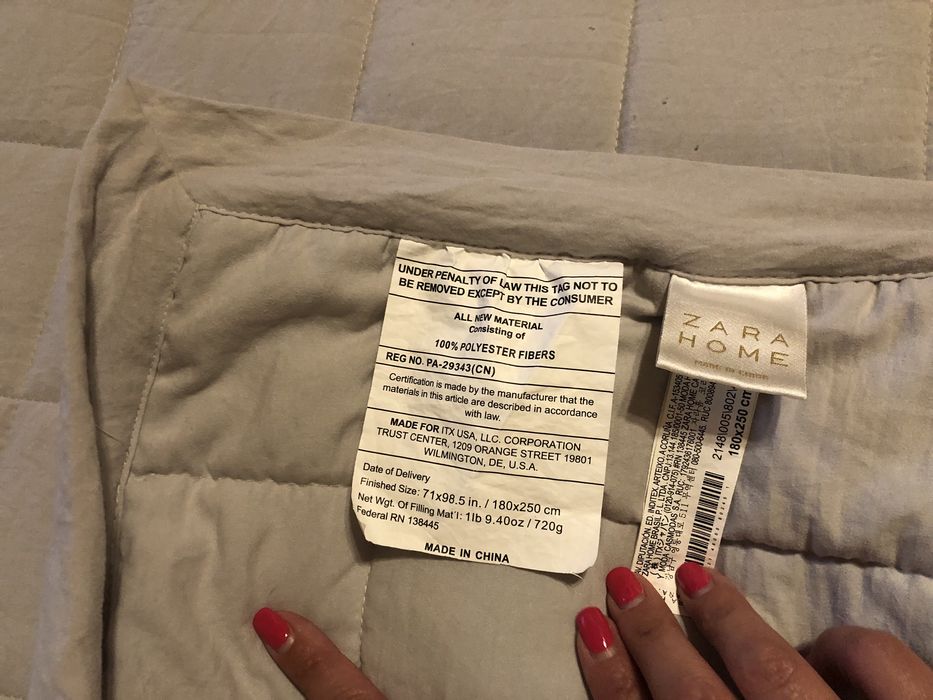 UNDER PENALTY OF LAW THIS TAG NOT TO
BE REMOVED EXCEPT BY THE CONSUMER
ALL NEW MATERIAL
Consisting of
100% POLYESTER FIBERS
REG NO. PA-29343(CN)
Certification is made by the manufacturer that the
materials in this article are described in accordance
with law.
MADE FOR ITX USA, LLC. CORPORATION
TRUST CENTER, 1209 ORANGE STREET 19801
WILMINGTON, DE, U.S.A.
Date of Delivery
Finished Size: 71x98.5 in. / 180x250 cm
Net Wgt. Of Filling Mat'l: 1lb 9.40oz / 720g
Federal RN 138445
MADE IN CHINA
ZARA
HOME
180x250 cm